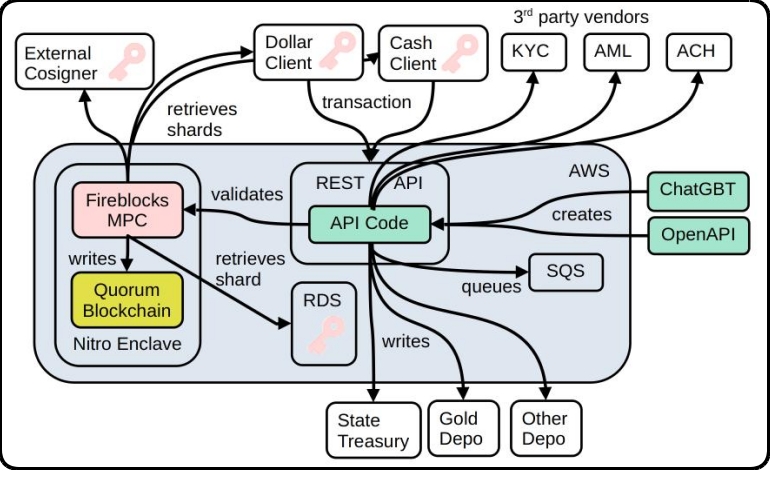 3rd party vendors
External
Cosigner
Dollar
Client
Cash
Client
KYC
AML
ACH
retrieves
shards
transaction
REST API
AWS
Fireblocks
MPC
validates
API Code
ChatGBT
creates
OpenAPI
writes
retrieves
shard
SQS
queues
Quorum
Blockchain
RDS
Nitro Enclave
writes
State
Treasury
Gold
Depo
Other
Depo